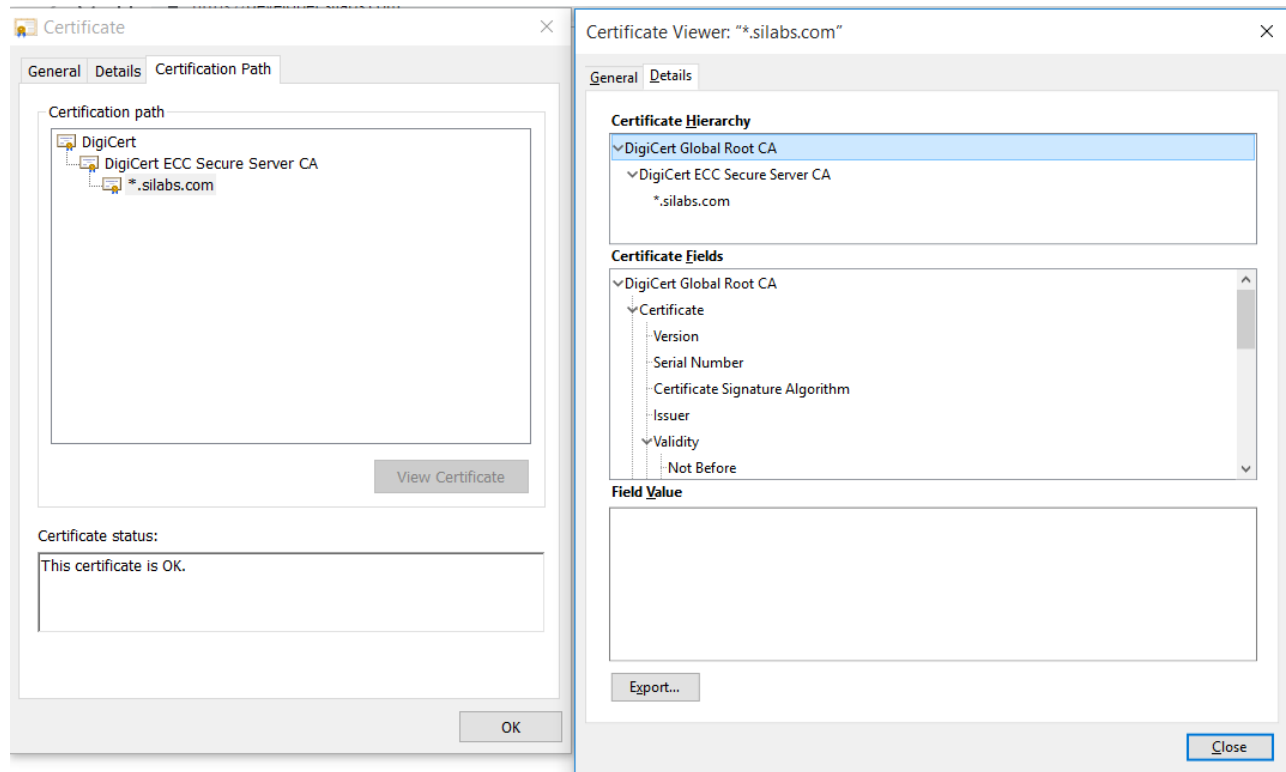 Certificate
General Details Certification Path
Certification path
DigiCert
DigiCert ECC Secure Server CA
*.silabs.com
View Certificate
Certificate status:
This certificate is OK.
OK
Certificate Viewer: “*.silabs.com”
General Details
Certificate Hierarchy
DigiCert Global Root CA
DigiCert ECC Secure Server CA
*.silabs.com
Certificate Fields
DigiCert Global Root CA
Certificate
Version
Serial Number
Certificate Signature Algorithm
Issuer
Validity
Not Before
Field Value
Export...
Close